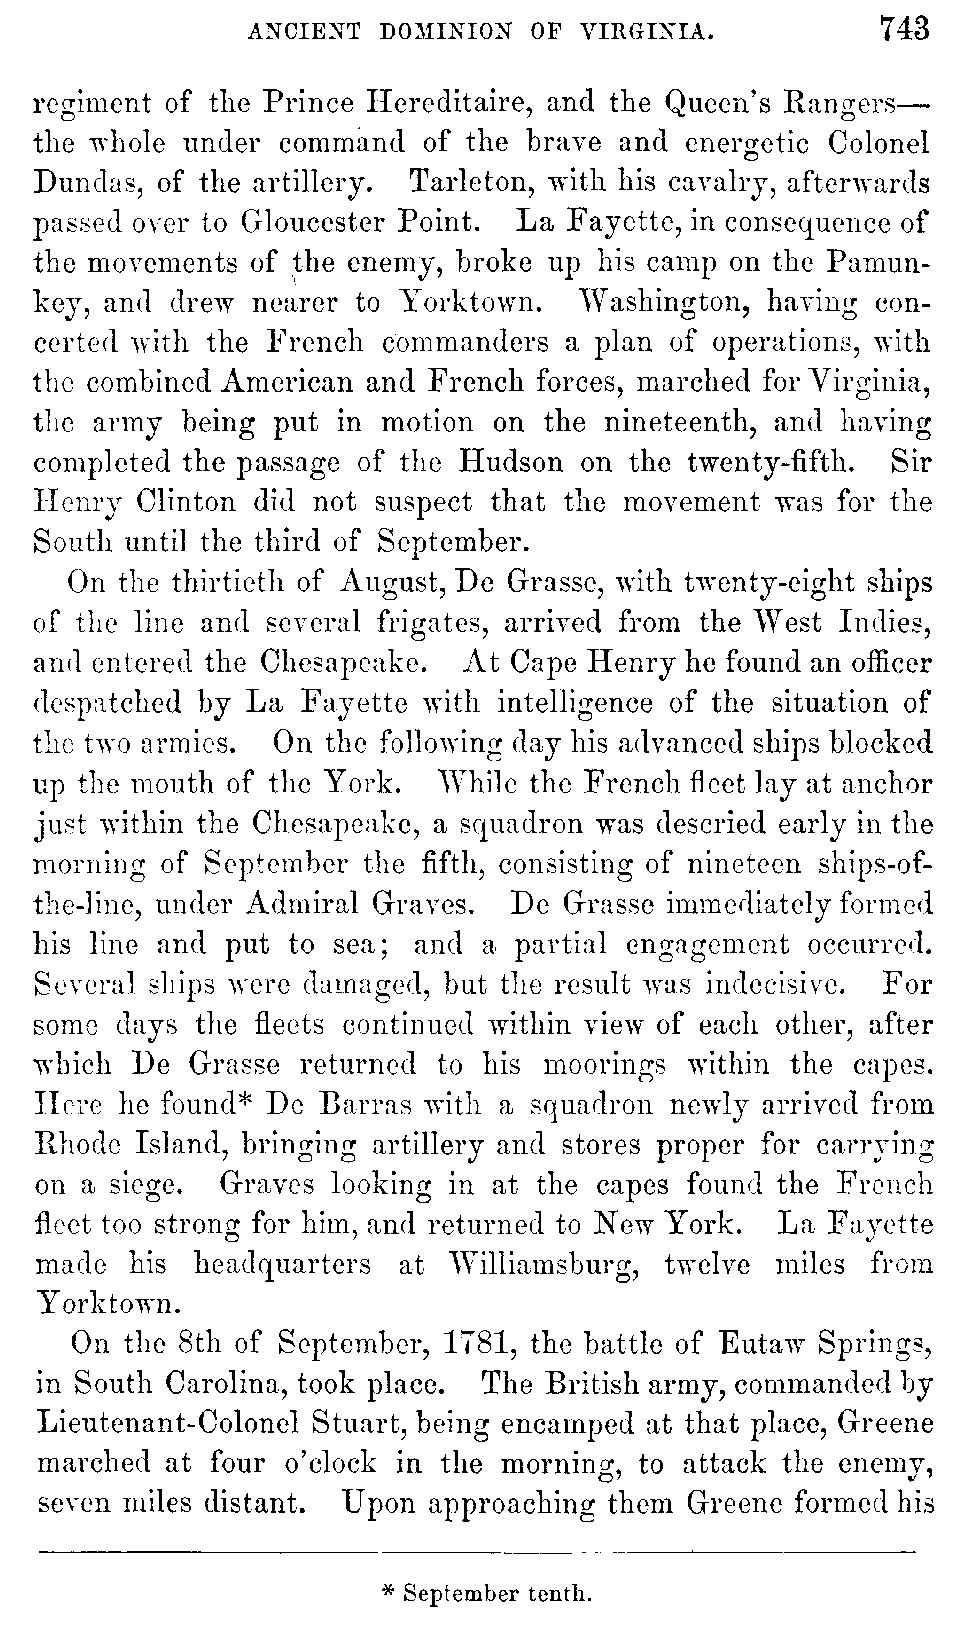 ANCIENT DOMINION OF VIRGINIA. 743
regiment of the Prince Hereditaire, and the Queen's Rangers—
the whole under command of the brave and energetic Colonel
Dundas, of the artillery. Tarleton, with his cavalry, afterwards
passed over to Gloucester Point. La Fayette, in consequence of
the movements of the enemy, broke up his camp on the Pamun-
key, and drew nearer to Yorktown. Washington, having con-
certed with the French commanders a plan of operations, with
the combined American and French forces, marched for Virginia,
the army being put in motion on the nineteenth, and having
completed the passage of the Hudson on the twenty-fifth. Sir
Henry Clinton did not suspect that the movement was for the
South until the third of September.
On the thirtieth of August, De Grasse, with twenty-eight ships
of the line and several frigates, arrived from the West Indies,
and entered the Chesapeake. At Cape Henry he found an officer
despatched by La Fayette with intelligence of the situation of
the two armies. On the following day his advanced ships blocked
up the mouth of the York. While the French fleet lay at anchor
just within the Chesapeake, a squadron was descried early in the
morning of September the fifth, consisting of nineteen ships-of-
the-line, under Admiral Graves. De Grasse immediately formed
his line and put to sea; and a partial engagement occurred.
Several ships were damaged, but the result was indecisive. For
some days the fleets continued within view of each other, after
which De Grasse returned to his moorings within the capes.
Here he found* De Barras with a squadron newly arrived from
Rhode Island, bringing artillery and stores proper for carrying
on a siege. Graves looking in at the capes found the French
fleet too strong for him, and returned to New York. La Fayette
made his headquarters at Williamsburg, twelve miles from
Yorktown.
On the 8th of September, 1781, the battle of Eutaw Springs,
in South Carolina, took place. The British army, commanded by
Lieutenant-Colonel Stuart, being encamped at that place, Greene
marched at four o'clock in the morning, to attack the enemy,
seven miles distant. Upon approaching them Greene formed his
* September tenth.